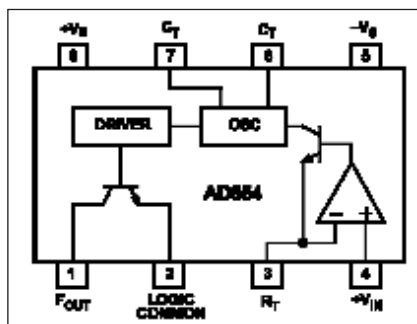 +VS CT CT –VS
8 7 6 5
DRIVER OSC
AD654
1 2 3 4
FOUT LOGIC COMMON RT +VIN